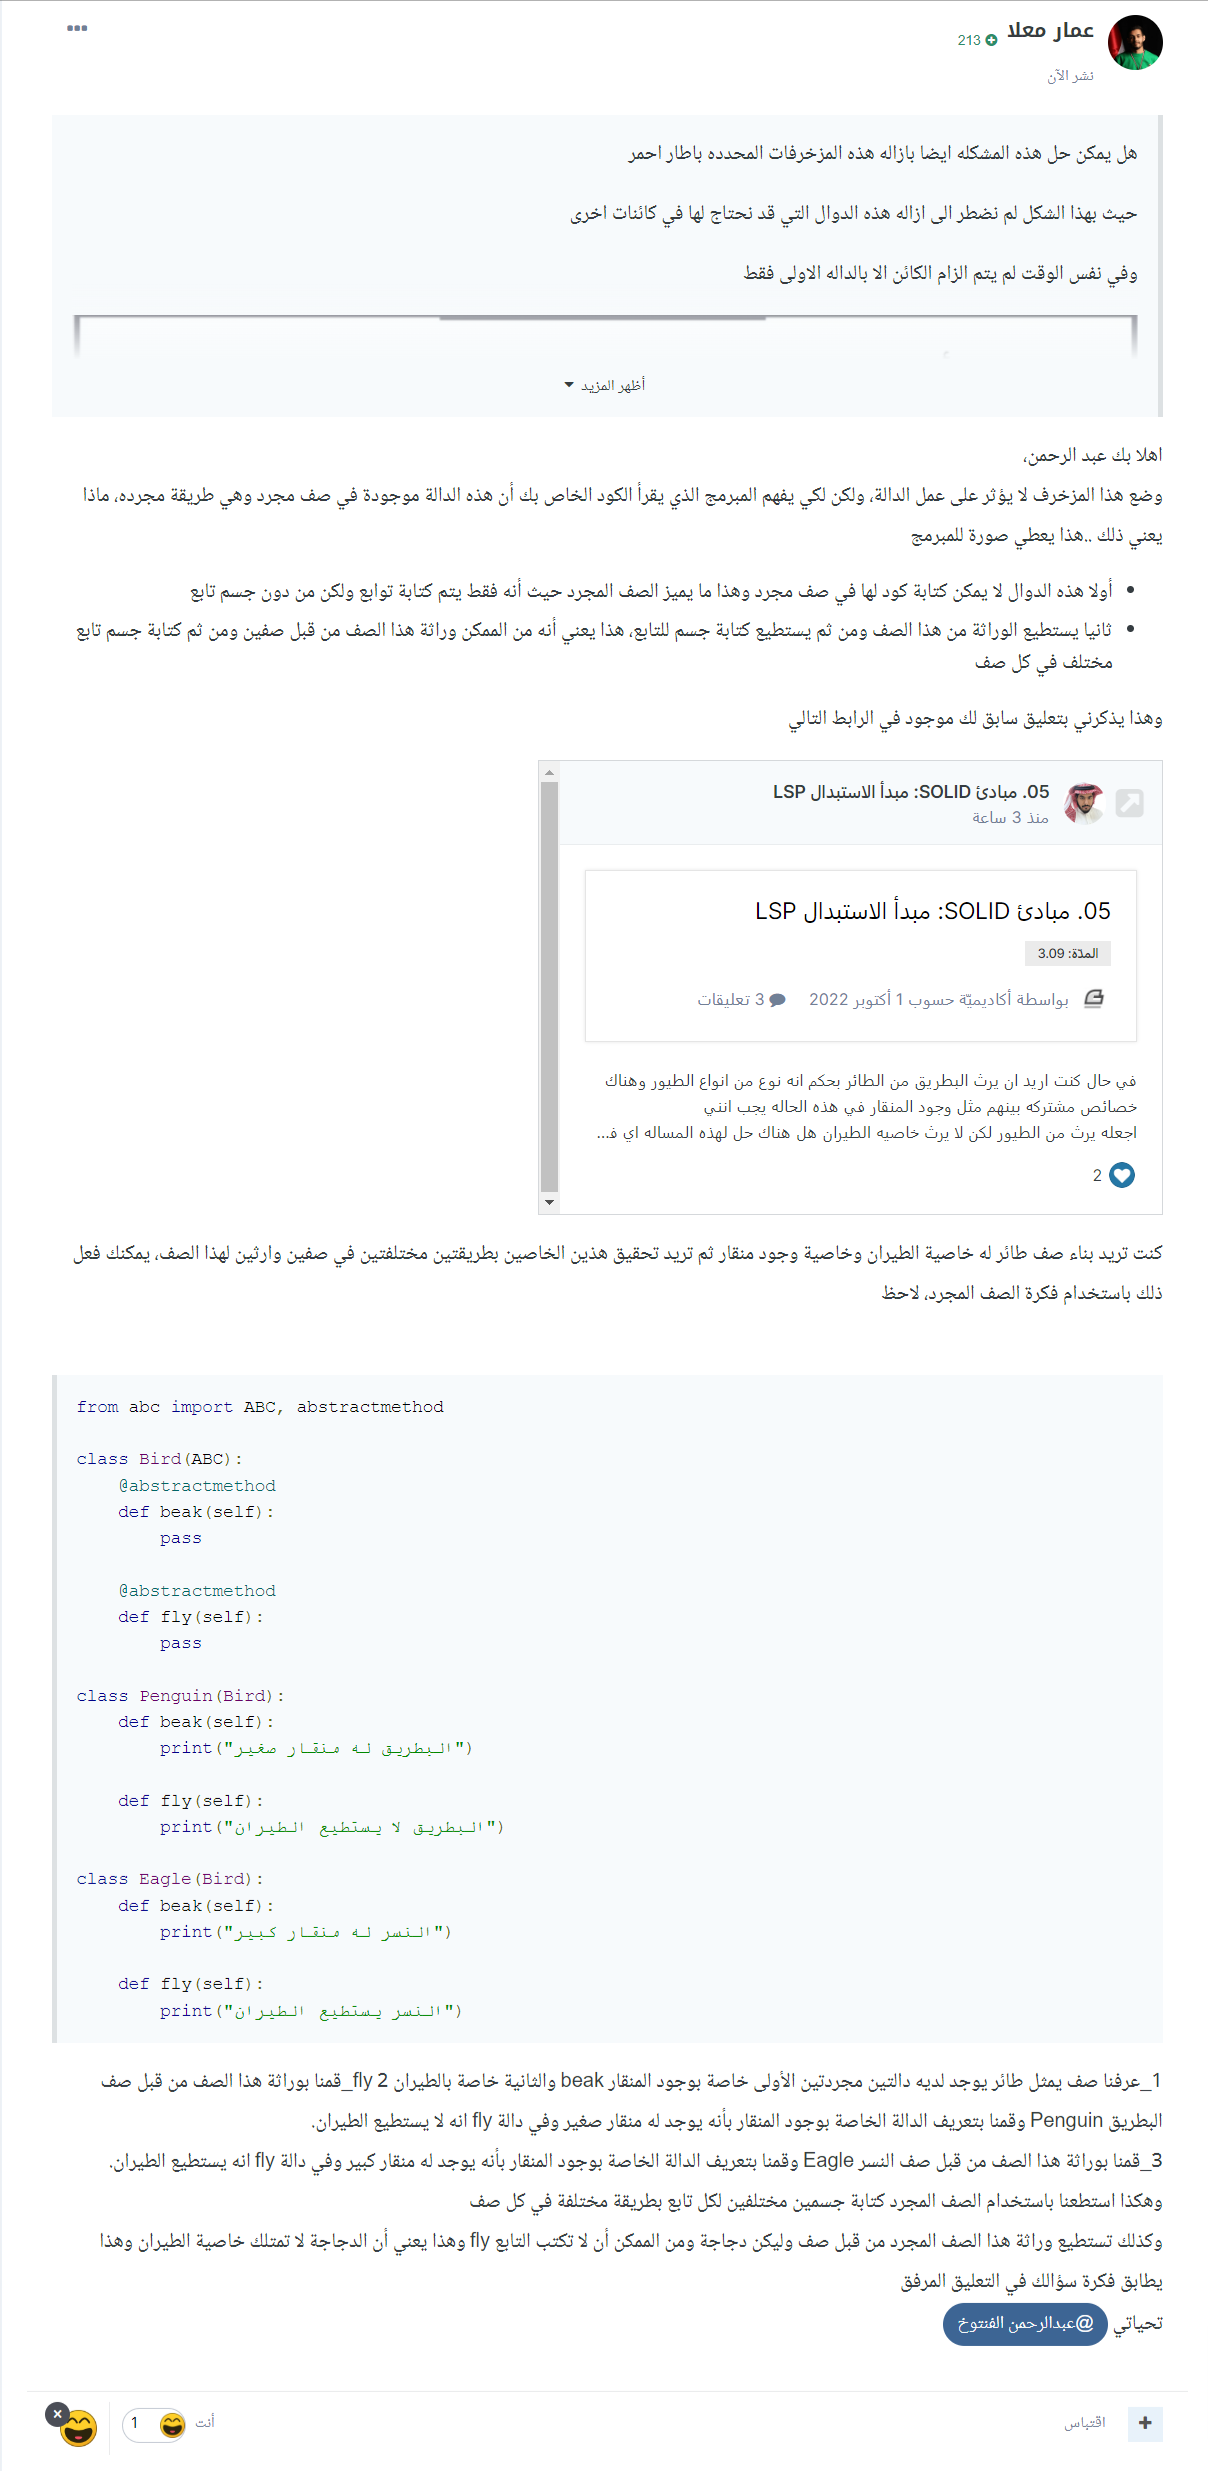 عمار معلا
213
نشر الآن
هل يمكن حل هذه المشكله ايضا بازاله هذه المزخرفات المحدده باطار احمر
حيث بهذا الشكل لم نضطر الى ازاله هذه الدوال التي قد نحتاج لها في كائنات اخرى
وفي نفس الوقت لم يتم الزام الكائن الا بالداله الاولى فقط
أظهر المزيد
اهلا بك عبد الرحمن،
وضع هذا المزخرف لا يؤثر على عمل الدالة، ولكن لكي يفهم المبرمج الذي يقرأ الكود الخاص بك أن هذه الدالة موجودة في صف مجرد وهي طريقة مجرده، ماذا
يعني ذلك ..هذا يعطي صورة للمبرمج
• أولا هذه الدوال لا يمكن كتابة كود لها في صف مجرد وهذا ما يميز الصف المجرد حيث أنه فقط يتم كتابة توابع ولكن من دون جسم تابع
• ثانيا يستطيع الوراثة من هذا الصف ومن ثم يستطيع كتابة جسم للتابع، هذا يعني أنه من الممكن وراثة هذا الصف من قبل صفين ومن ثم كتابة جسم تابع
مختلف في كل صف
وهذا يذكرني بتعليق سابق لك موجود في الرابط التالي
05. مبادئ SOLID: مبدأ الاستبدال LSP
منذ 3 ساعة
05. مبادئ SOLID: مبدأ الاستبدال LSP
المدّة: 3.09
بواسطة أكاديميّة حسوب 1 أكتوبر 2022 3 تعليقات
في حال كنت اريد ان يرث البطريق من الطائر بحكم انه نوع من انواع الطيور وهناك
خصائص مشتركه بينهم مثل وجود المنقار في هذه الحاله يجب انني
اجعله يرث من الطيور لكن لا يرث خاصيه الطيران هل هناك حل لهذه المساله اي ف...
2
كنت تريد بناء صف طائر له خاصية الطيران وخاصية وجود منقار ثم تريد تحقيق هذين الخاصين بطريقتين مختلفتين في صفين وارثين لهذا الصف، يمكنك فعل
ذلك باستخدام فكرة الصف المجرد، لاحظ
from abc import ABC, abstractmethod
class Bird(ABC):
@abstractmethod
def beak(self):
pass
@abstractmethod
def fly(self):
pass
class Penguin(Bird):
def beak(self):
print("البطريق له منقار صغير")
def fly(self):
print("البطريق لا يستطيع الطيران")
class Eagle(Bird):
def beak(self):
print("النسر له منقار كبير")
def fly(self):
print("النسر يستطيع الطيران")
1_عرفنا صف يمثل طائر يوجد لديه دالتين مجردتين الأولى خاصة بوجود المنقار beak والثانية خاصة بالطيران fly 2_قمنا بوراثة هذا الصف من قبل صف
البطريق Penguin وقمنا بتعريف الدالة الخاصة بوجود المنقار بأنه يوجد له منقار صغير وفي دالة fly انه لا يستطيع الطيران.
3_قمنا بوراثة هذا الصف من قبل صف النسر Eagle وقمنا بتعريف الدالة الخاصة بوجود المنقار بأنه يوجد له منقار كبير وفي دالة fly انه يستطيع الطيران.
وهكذا استطعنا باستخدام الصف المجرد كتابة جسمين مختلفين لكل تابع بطريقة مختلفة في كل صف
وكذلك تستطيع وراثة هذا الصف المجرد من قبل صف وليكن دجاجة ومن الممكن أن لا تكتب التابع fly وهذا يعني أن الدجاجة لا تمتلك خاصية الطيران وهذا
يطابق فكرة سؤالك في التعليق المرفق
تحياتي @عبدالرحمن الفنتوخ
اقتباس
أنت
1